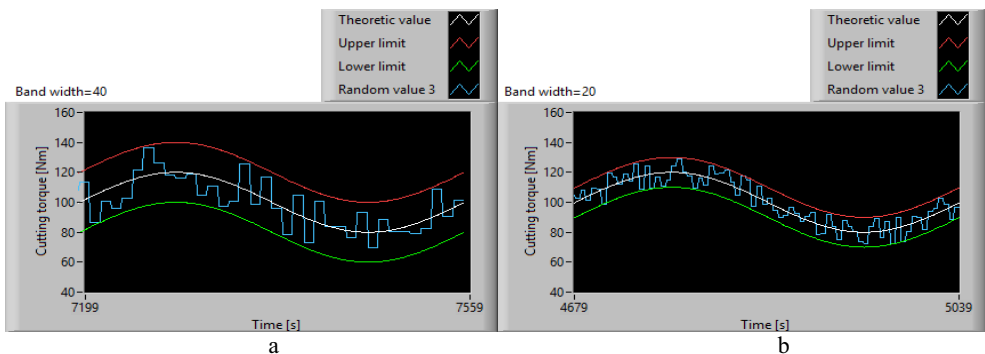 Theoretic value
Upper limit
Lower limit
Random value 3
Band width=40
160
140
120
100
80
60
40
Cutting torque [Nm]
7199
7559
Time [s]
a
Theoretic value
Upper limit
Lower limit
Random value 3
Band width=20
160
140
120
100
80
60
40
Cutting torque [Nm]
4679
5039
Time [s]
b